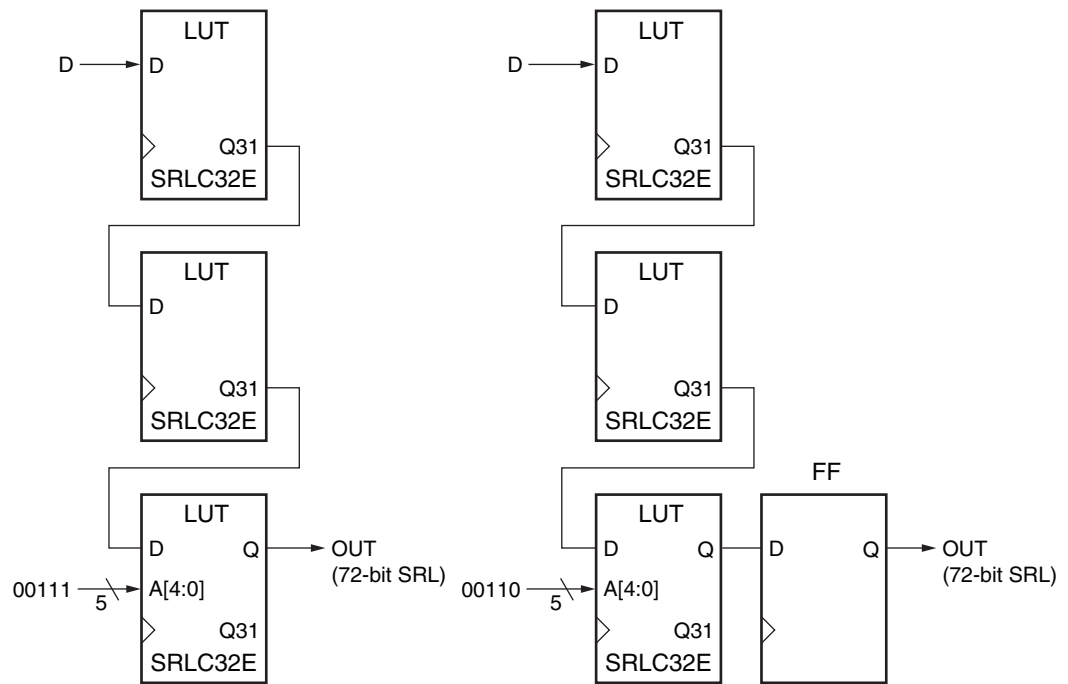 LUT
D
D
Q31
SRLC32E
LUT
D
Q31
SRLC32E
LUT
D
Q
OUT
(72-bit SRL)
00111
5
A[4:0]
Q31
SRLC32E
LUT
D
D
Q31
SRLC32E
LUT
D
Q31
SRLC32E
LUT
D
Q
00110
5
A[4:0]
Q31
SRLC32E
FF
D
Q
OUT
(72-bit SRL)